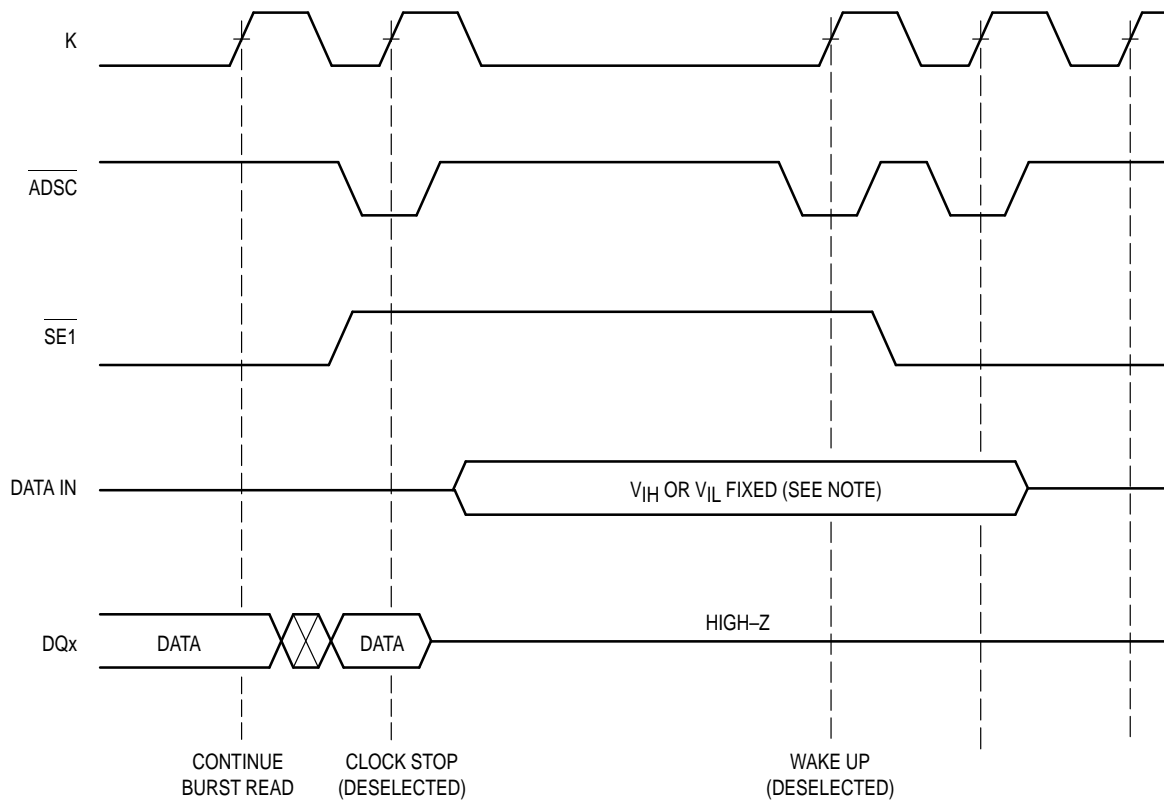 K
ADSC
SE1
DATA IN
VIH OR VIL FIXED (SEE NOTE)
DQx
DATA
DATA
HIGH–Z
CONTINUE
BURST READ
CLOCK STOP
(DESELECTED)
WAKE UP
(DESELECTED)